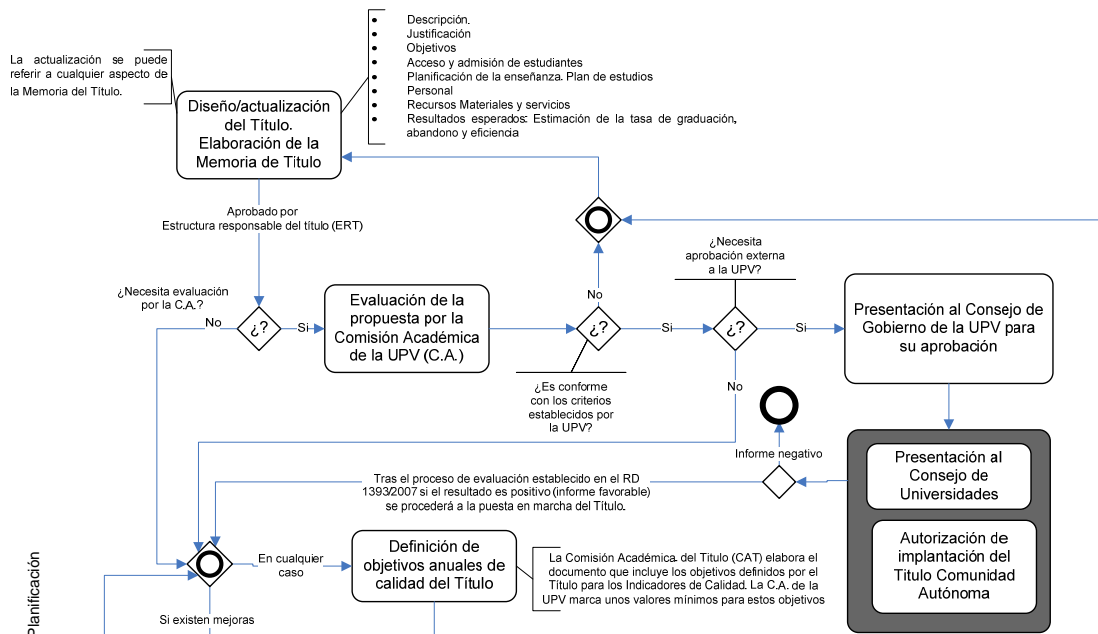 La actualización se puede
referir a cualquier aspecto de
la Memoria del Título.
Diseño/actualización
del Título.
Elaboración de la
Memoria de Titulo
• Descripción.
• Justificación
• Objetivos
• Acceso y admisión de estudiantes
• Planificación de la enseñanza. Plan de estudios
• Personal
• Recursos Materiales y servicios
• Resultados esperados: Estimación de la tasa de graduación,
abandono y eficiencia
Aprobado por
Estructura responsable del título (ERT)
¿Necesita evaluación
por la C.A.?
No
¿?
Si
Evaluación de la
propuesta por la
Comisión Académica
de la UPV (C.A.)
No
¿?
Si
¿Es conforme
con los criterios
establecidos por
la UPV?
¿Necesita
aprobación externa
a la UPV?
¿?
Si
No
Presentación al Consejo de
Gobierno de la UPV para
su aprobación
Informe negativo
Presentación al
Consejo de
Universidades
Autorización de
implantación del
Titulo Comunidad
Autónoma
Tras el proceso de evaluación establecido en el RD
1393/2007 si el resultado es positivo (informe favorable)
se procederá a la puesta en marcha del Título.
En cualquier
caso
Definición de
objetivos anuales de
calidad del Título
La Comisión Académica. del Titulo (CAT) elabora el
documento que incluye los objetivos definidos por el
Título para los Indicadores de Calidad. La C.A. de la
UPV marca unos valores mínimos para estos objetivos
Si existen mejoras
Planificación